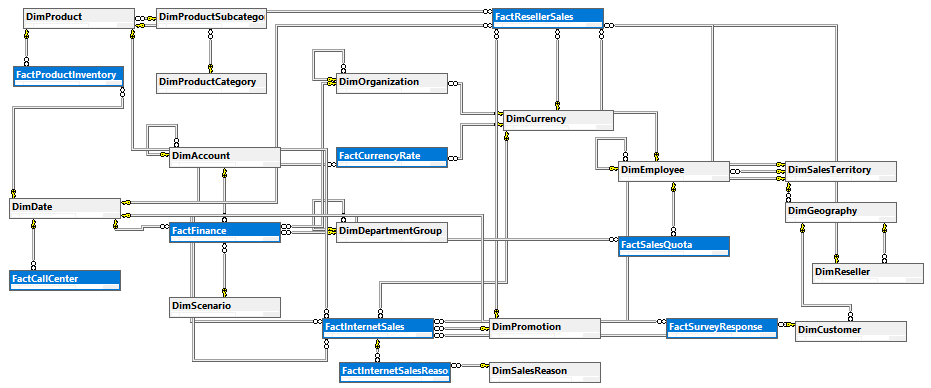 DimProduct
DimProductSubcatego
FactResellerSales
FactProductInventory
DimProductCategory
DimOrganization
DimCurrency
DimAccount
FactCurrencyRate
DimEmployee
DimSalesTerritory
DimDate
DimGeography
FactFinance
DimDepartmentGroup
FactSalesQuota
FactCallCenter
DimReseller
DimScenario
FactInternetSales
DimPromotion
FactSurveyResponse
DimCustomer
FactInternetSalesReaso
DimSalesReason